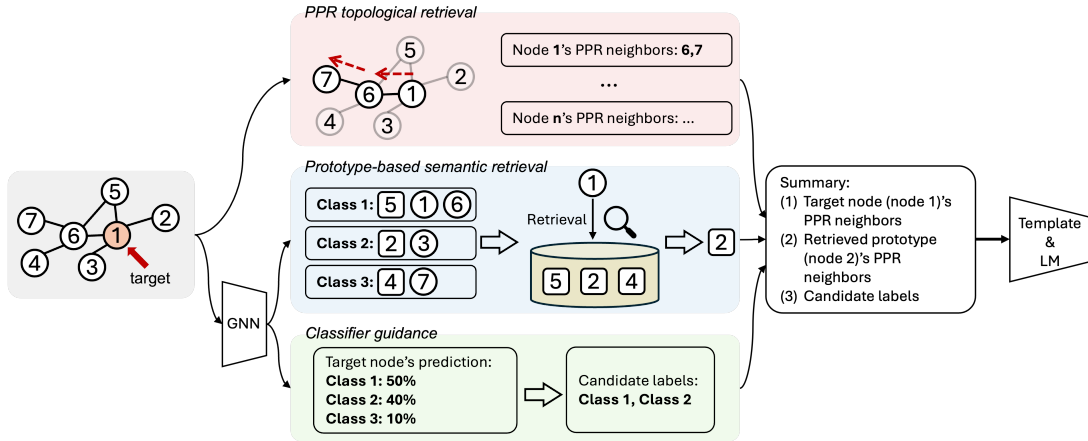 5
7
2
6
1
4
3
target
GNN
PPR topological retrieval
5
7
2
6
1
4
3
Node 1's PPR neighbors: 6,7
...
Node n's PPR neighbors: ...
Prototype-based semantic retrieval
Class 1: 5 1 6
Class 2: 2 3
Class 3: 4 7
1
Retrieval
5 2 4
2
Classifier guidance
Target node's prediction:
Class 1: 50%
Class 2: 40%
Class 3: 10%
Candidate labels:
Class 1, Class 2
Summary:
(1) Target node (node 1)'s
PPR neighbors
(2) Retrieved prototype
(node 2)'s PPR
neighbors
(3) Candidate labels
Template
&
LM